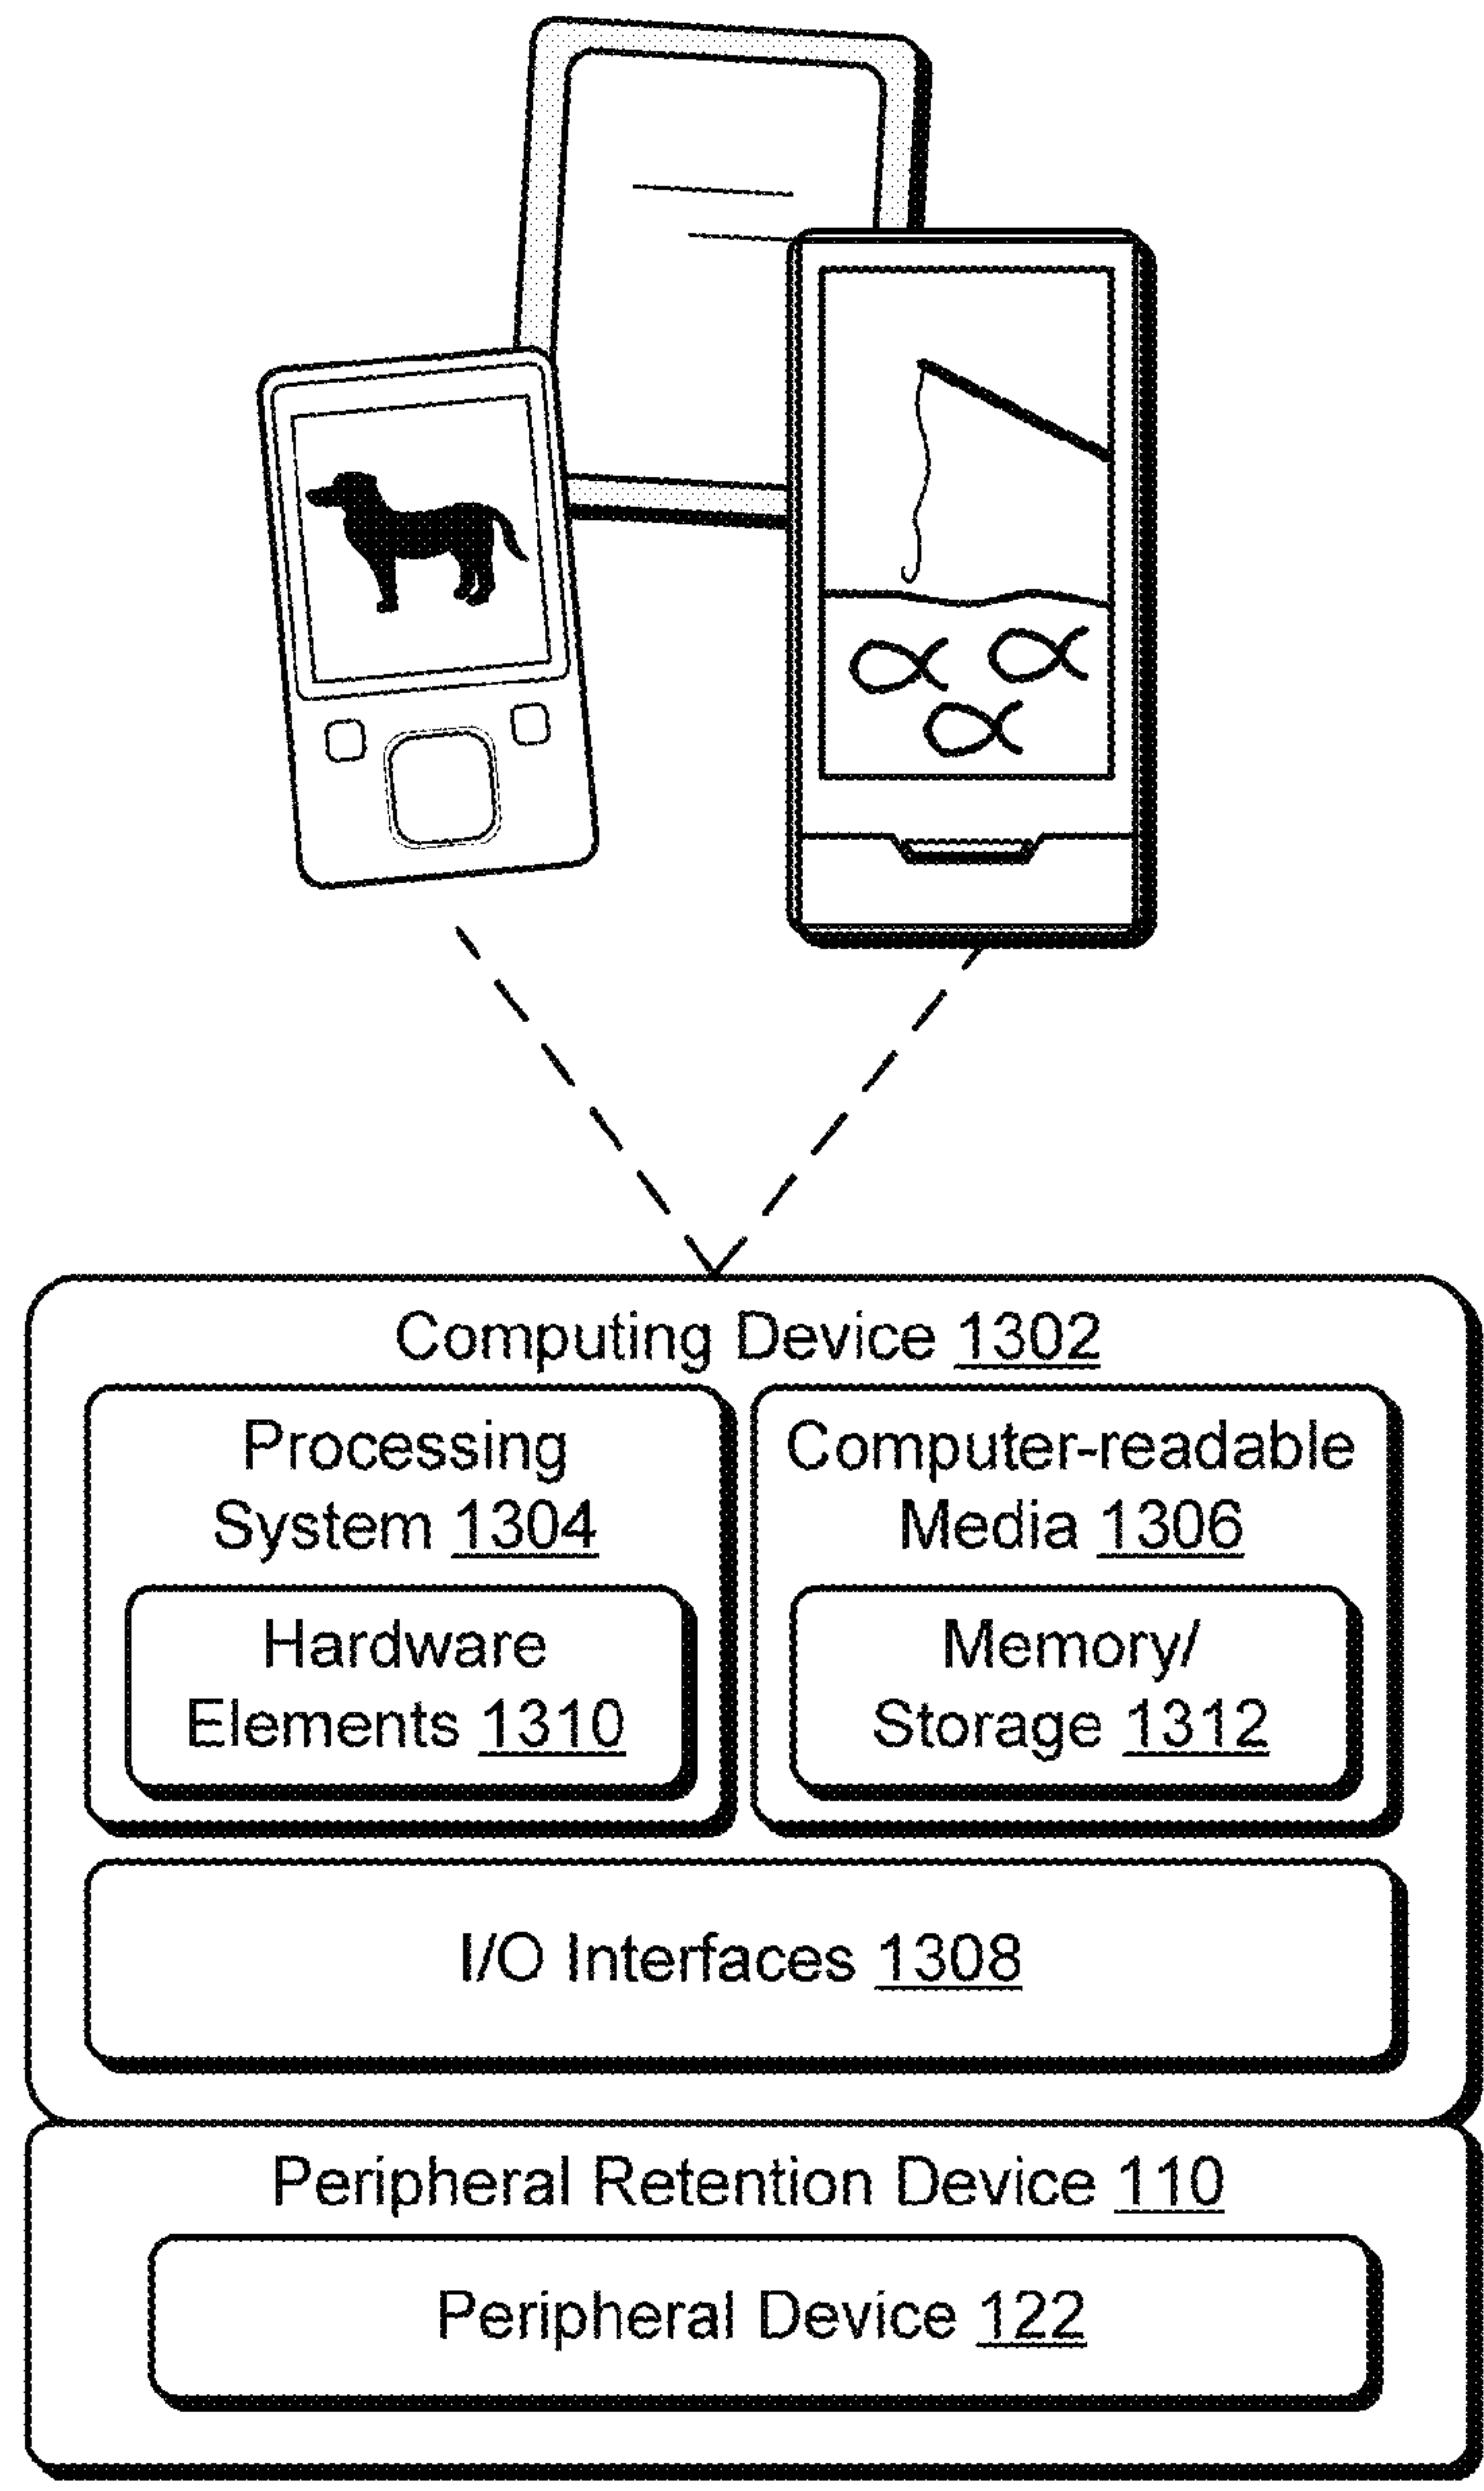 Computing Device 1302
Processing
System 1304
Hardware
Elements 1310
Computer-readable
Media 1306
Memory/
Storage 1312
I/O Interfaces 1308
Peripheral Retention Device 110
Peripheral Device 122